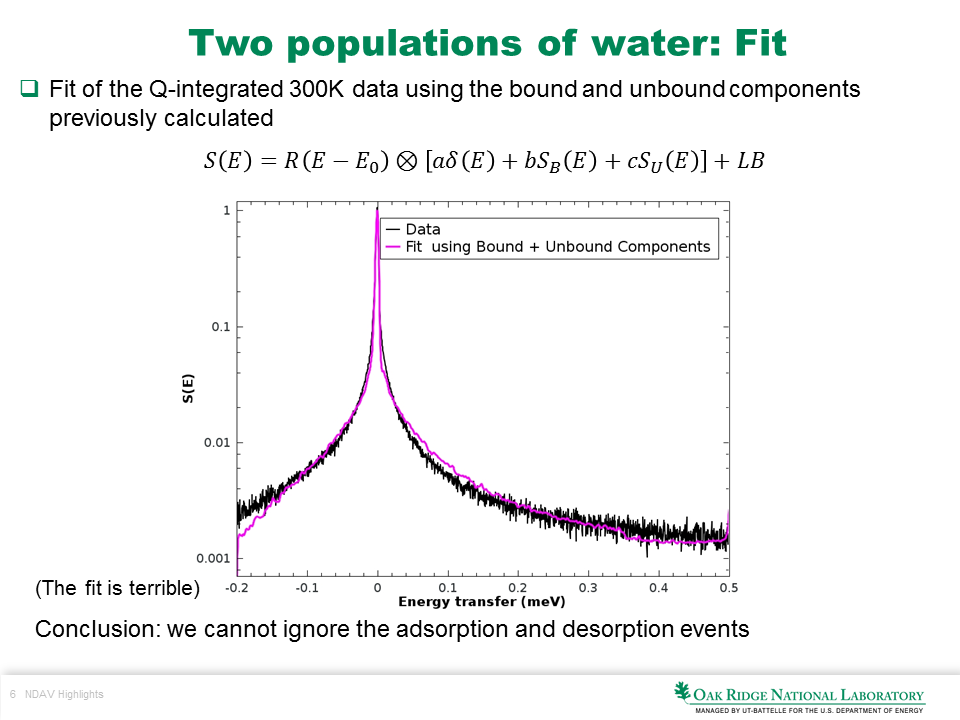 Two populations of water: Fit
❑ Fit of the Q-integrated 300K data using the bound and unbound components
previously calculated
𝑆(𝐸) = 𝑅(𝐸 − 𝐸₀) ⊗ [𝑎𝛿(𝐸) + 𝑏𝑆_𝐵(𝐸) + 𝑐𝑆_𝑈(𝐸)] + 𝐿𝐵
1
Data
Fit using Bound + Unbound Components
0.1
S(E)
0.01
0.001
-0.2 -0.1 0 0.1 0.2 0.3 0.4 0.5
Energy transfer (meV)
(The fit is terrible)
Conclusion: we cannot ignore the adsorption and desorption events
6 NDAV Highlights
OAK RIDGE NATIONAL LABORATORY
MANAGED BY UT-BATTELLE FOR THE U.S. DEPARTMENT OF ENERGY